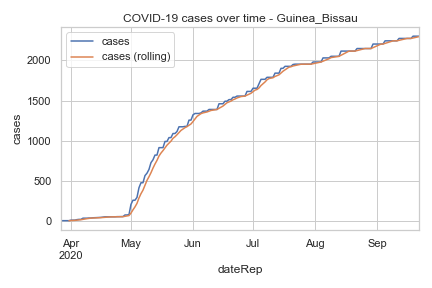 COVID-19 cases over time - Guinea_Bissau
cases
cases (rolling)
cases
2000
1500
1000
500
0
Apr
2020
May
Jun
Jul
Aug
Sep
dateRep